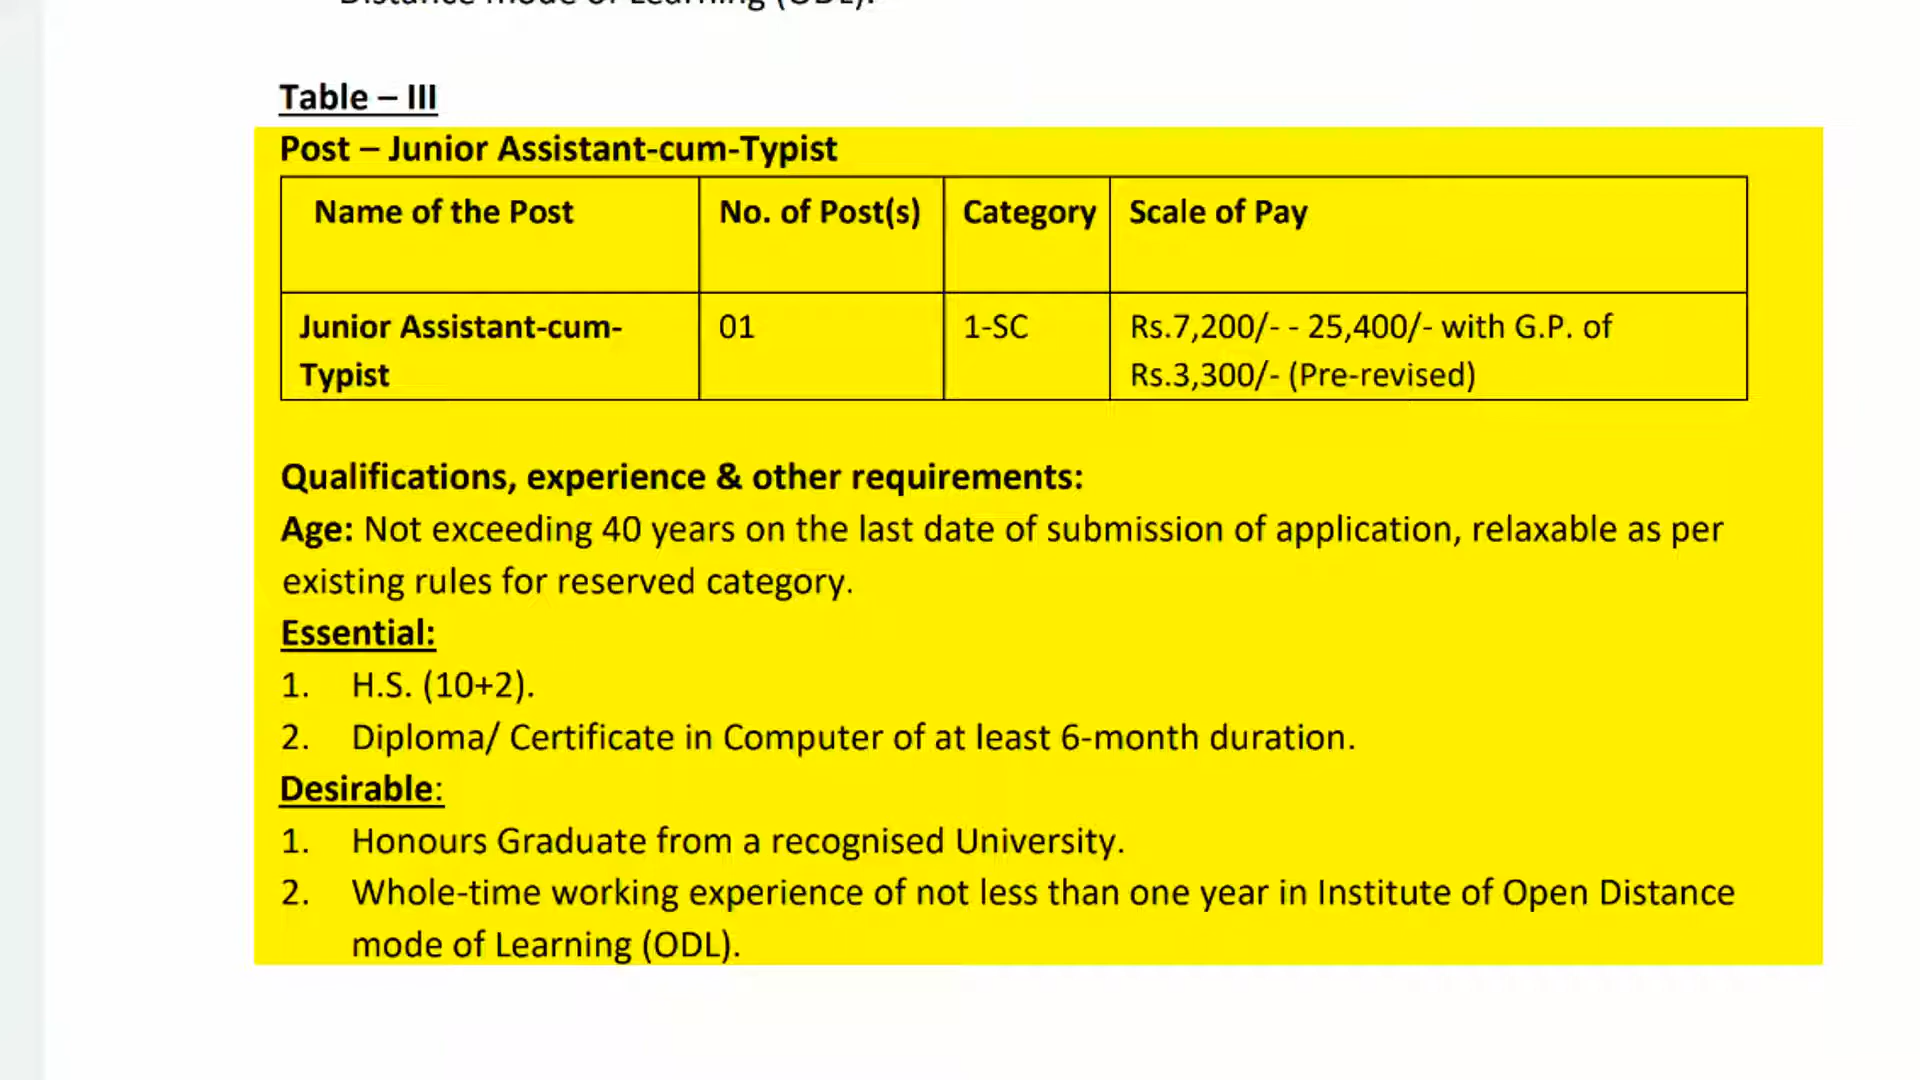 Distance mode of Learning (ODL).
Table – III
Post – Junior Assistant-cum-Typist
Name of the Post No. of Post(s) Category Scale of Pay
Junior Assistant-cum- 01 1-SC Rs.7,200/- - 25,400/- with G.P. of
Typist Rs.3,300/- (Pre-revised)
Qualifications, experience & other requirements:
Age: Not exceeding 40 years on the last date of submission of application, relaxable as per
existing rules for reserved category.
Essential:
1. H.S. (10+2).
2. Diploma/ Certificate in Computer of at least 6-month duration.
Desirable:
1. Honours Graduate from a recognised University.
2. Whole-time working experience of not less than one year in Institute of Open Distance
mode of Learning (ODL).